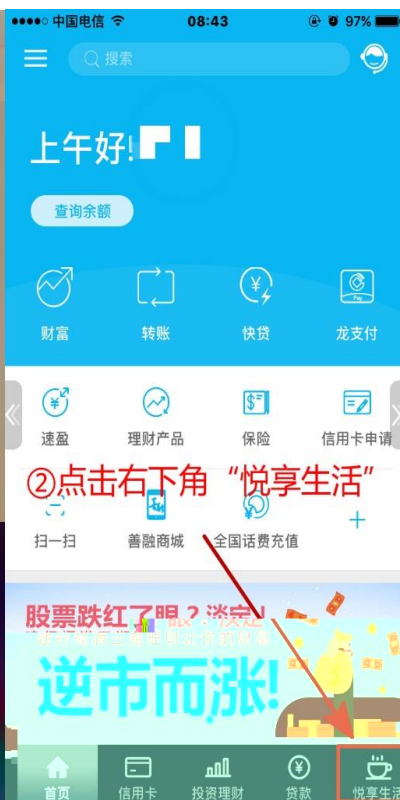 中国电信 08:43 97%
搜索
上午好!
查询余额
财富 转账 快贷 龙支付
速盈 理财产品 保险 信用卡申请
②点击右下角“悦享生活”
扫一扫 善融商城 全国话费充值
股票跌红了眼？淡定!
逆市而涨!
首页 信用卡 投资理财 贷款 悦享生活